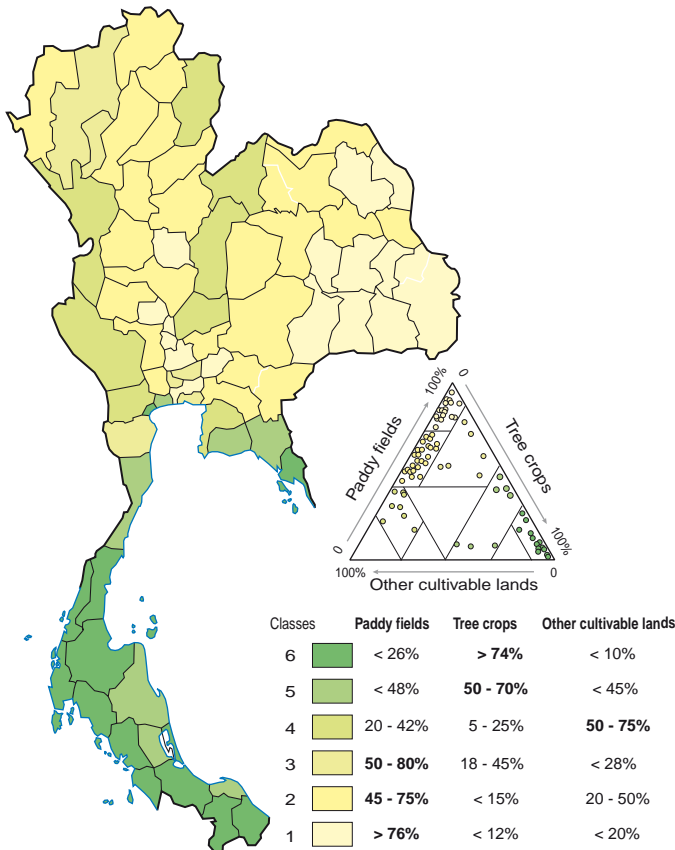 100%
0
Paddy fields
Tree crops
0
100%
100%
0
Other cultivable lands
Classes Paddy fields Tree crops Other cultivable lands
6 < 26% > 74% < 10%
5 < 48% 50 - 70% < 45%
4 20 - 42% 5 - 25% 50 - 75%
3 50 - 80% 18 - 45% < 28%
2 45 - 75% < 15% 20 - 50%
1 > 76% < 12% < 20%